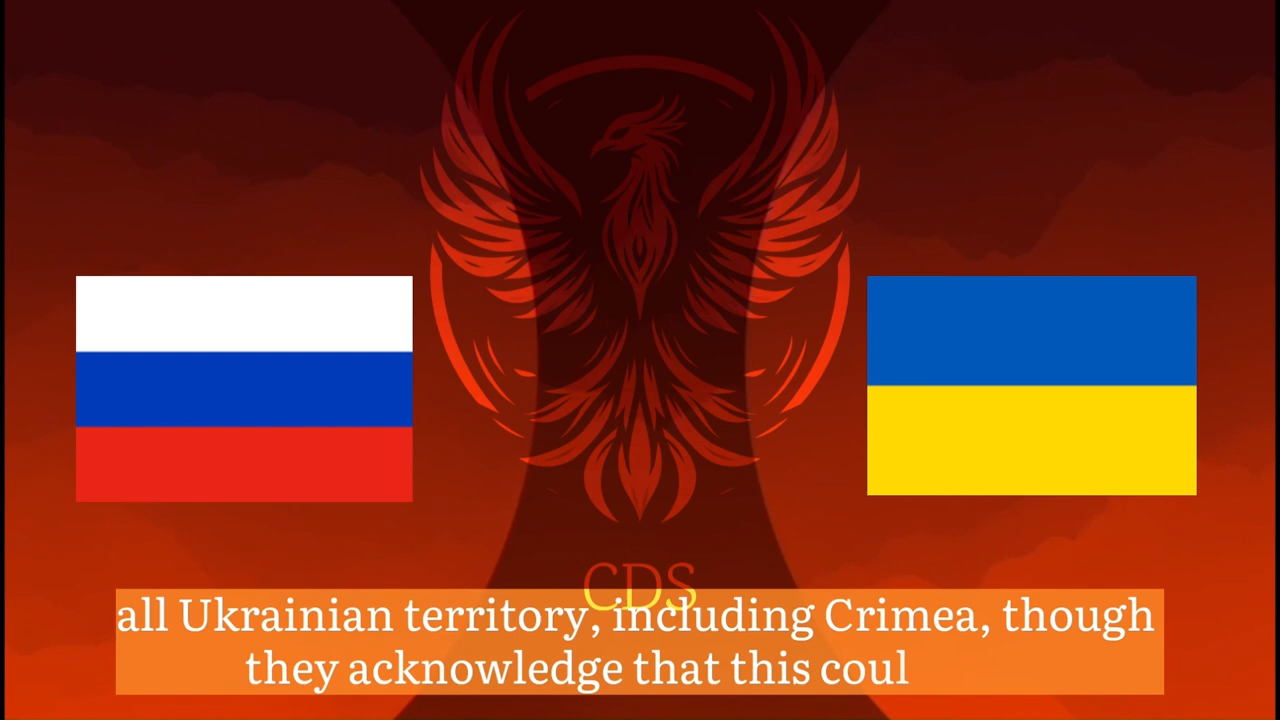 CDS
all Ukrainian territory, including Crimea, though
they acknowledge that this coul